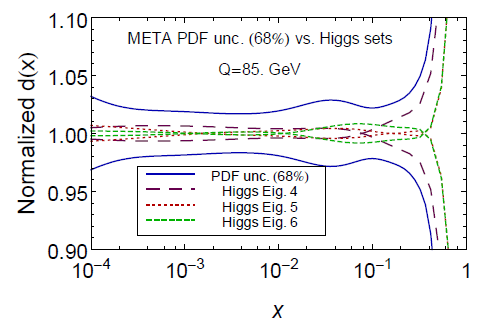 META PDF unc. (68%) vs. Higgs sets
Q=85. GeV
Normalized d(x)
1.10
1.05
1.00
0.95
0.90
PDF unc. (68%)
Higgs Eig. 4
Higgs Eig. 5
Higgs Eig. 6
10⁻⁴ 10⁻³ 10⁻² 10⁻¹ 1
x